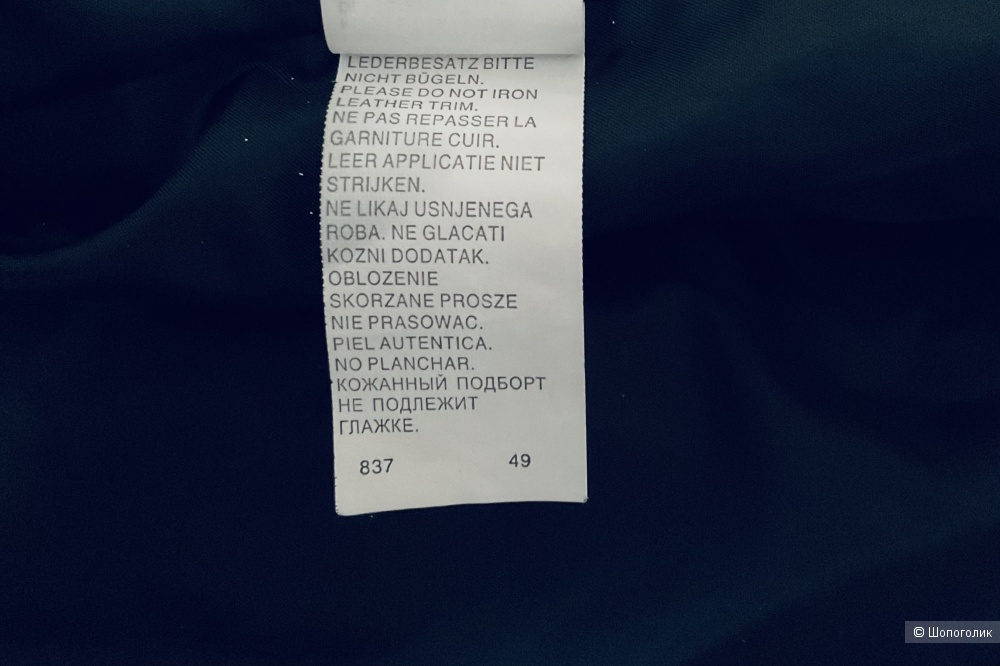 LEDERBESATZ BITTE
NICHT BÜGELN.
PLEASE DO NOT IRON
LEATHER TRIM.
NE PAS REPASSER LA
GARNITURE CUIR.
LEER APPLICATIE NIET
STRIJKEN.
NE LIKAJ USNJENEGA
ROBA. NE GLACATI
KOZNI DODATAK.
OBLOZENIE
SKORZANE PROSZE
NIE PRASOWAC.
PIEL AUTENTICA.
NO PLANCHAR.
КОЖАННЫЙ ПОДБОРТ
НЕ ПОДЛЕЖИТ
ГЛАЖКЕ.
837 49
© Шопоголик